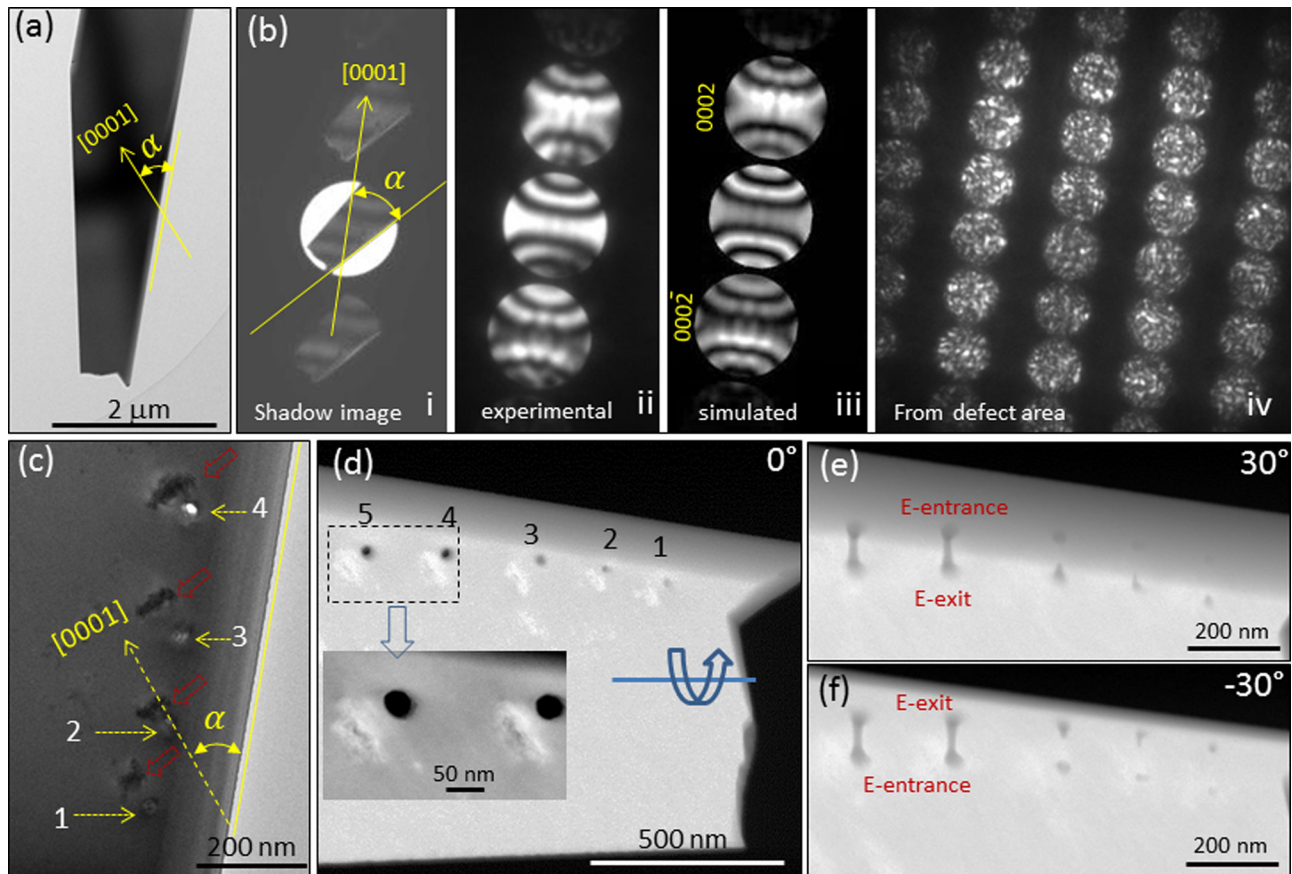 (a)
[0001]
α
2 μm
(b)
[0001]
α
Shadow image
i
experimental
ii
0002
0002̄
simulated
iii
From defect area
iv
(c)
4
3
[0001]
2
α
1
200 nm
(d)
0°
5
4
3
2
1
50 nm
500 nm
(e)
30°
E-entrance
E-exit
200 nm
(f)
-30°
E-exit
E-entrance
200 nm